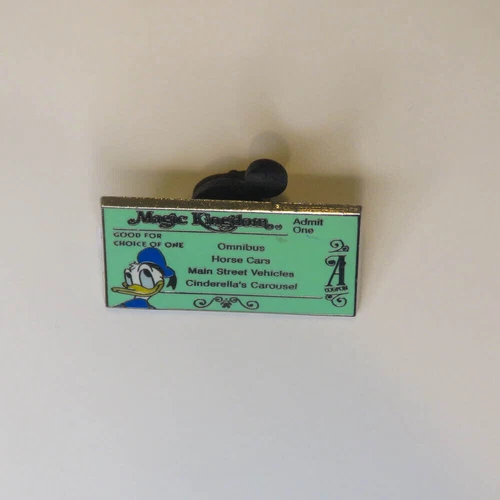 Magic Kingdom
Admit
One
GOOD FOR
CHOICE OF ONE
Omnibus
Horse Cars
Main Street Vehicles
Cinderella's Carousel
A
COUPON